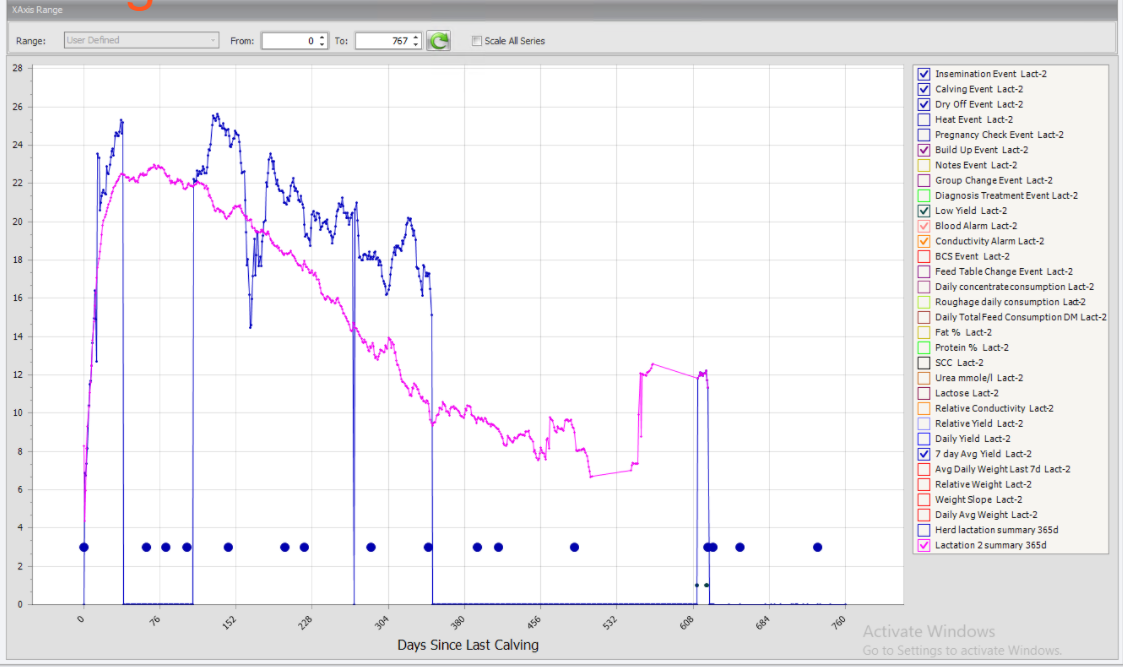 XAxis Range
Range: User Defined From: 0 To: 767 Scale All Series
28
26
24
22
20
18
16
14
12
10
8
6
4
2
0
0 76 152 228 304 380 456 532 608 684 760
Days Since Last Calving
Insemination Event Lact-2
Calving Event Lact-2
Dry Off Event Lact-2
Heat Event Lact-2
Pregnancy Check Event Lact-2
Build Up Event Lact-2
Notes Event Lact-2
Group Change Event Lact-2
Diagnosis Treatment Event Lact-2
Low Yield Lact-2
Blood Alarm Lact-2
Conductivity Alarm Lact-2
BCS Event Lact-2
Feed Table Change Event Lact-2
Daily concentrate consumption Lact-2
Roughage daily consumption Lact-2
Daily Total Feed Consumption DM Lact-2
Fat % Lact-2
Protein % Lact-2
SCC Lact-2
Urea mmole/l Lact-2
Lactose Lact-2
Relative Conductivity Lact-2
Relative Yield Lact-2
Daily Yield Lact-2
7 day Avg Yield Lact-2
Avg Daily Weight Last 7d Lact-2
Relative Weight Lact-2
Weight Slope Lact-2
Daily Avg Weight Lact-2
Herd lactation summary 365d
Lactation 2 summary 365d
Activate Windows
Go to Settings to activate Windows.